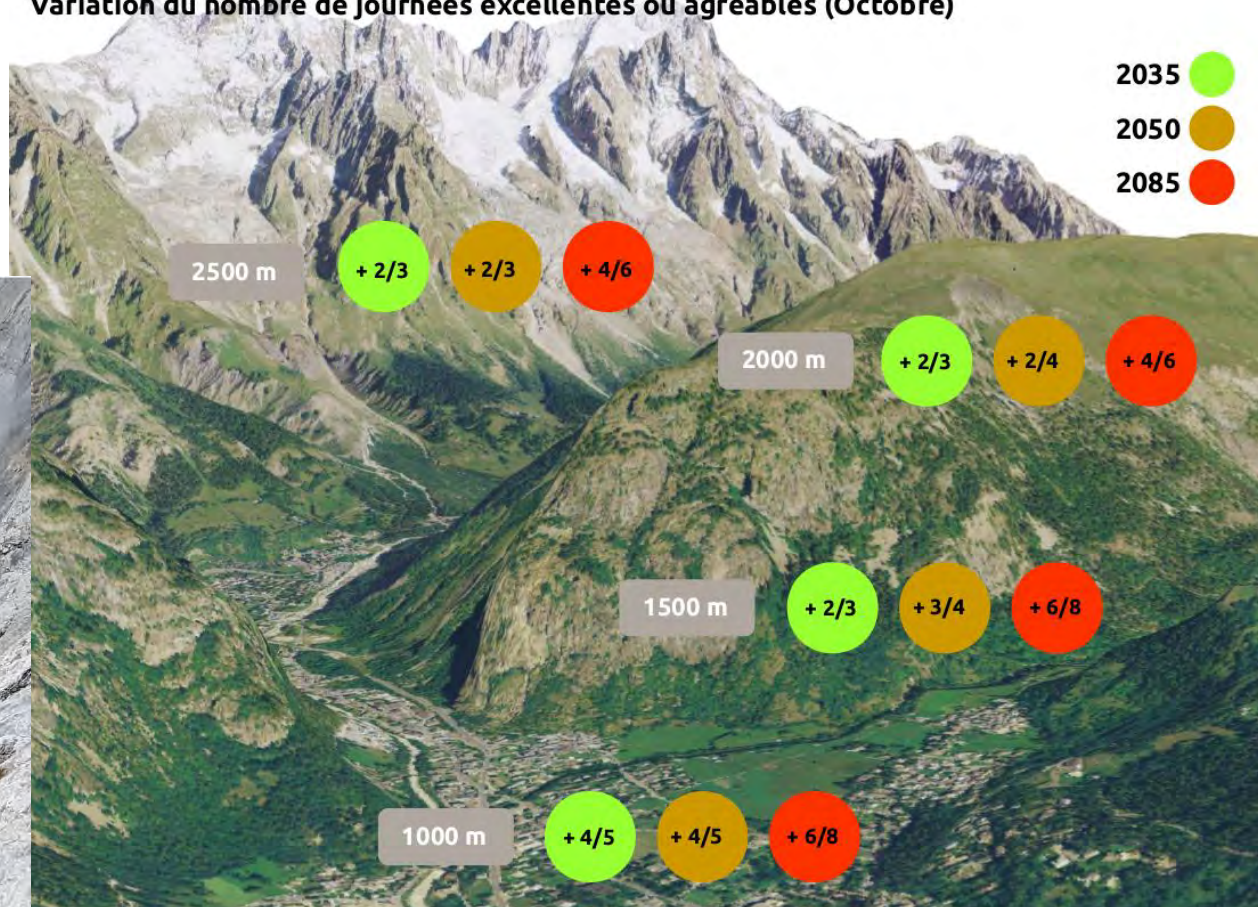 Variation du nombre de journées excellentes ou agréables (Octobre)
2035
2050
2085
2500 m + 2/3 + 2/3 + 4/6
2000 m + 2/3 + 2/4 + 4/6
1500 m + 2/3 + 3/4 + 6/8
1000 m + 4/5 + 4/5 + 6/8